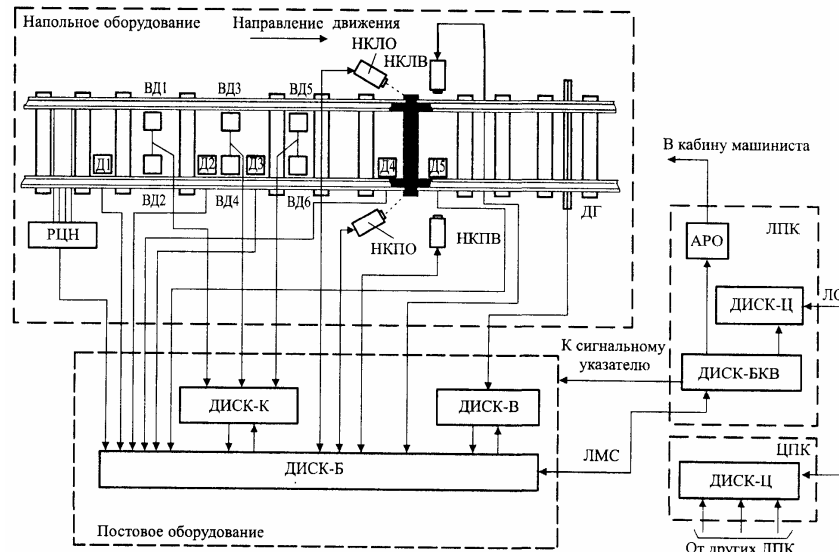 Напольное оборудование
Направление движения
НКЛО
НКЛВ
ВД1
ВД3
ВД5
Д1
Д2
Д3
Д4
Д5
ВД2
ВД4
ВД6
ДГ
РЦН
НКПО
НКПВ
В кабину машиниста
ЛПК
АРО
ДИСК-Ц
К сигнальному
указателю
ДИСК-БКВ
ДИСК-К
ДИСК-В
ЛМС
ДИСК-Б
ЦПК
ДИСК-Ц
Постовое оборудование
От других ЛПК